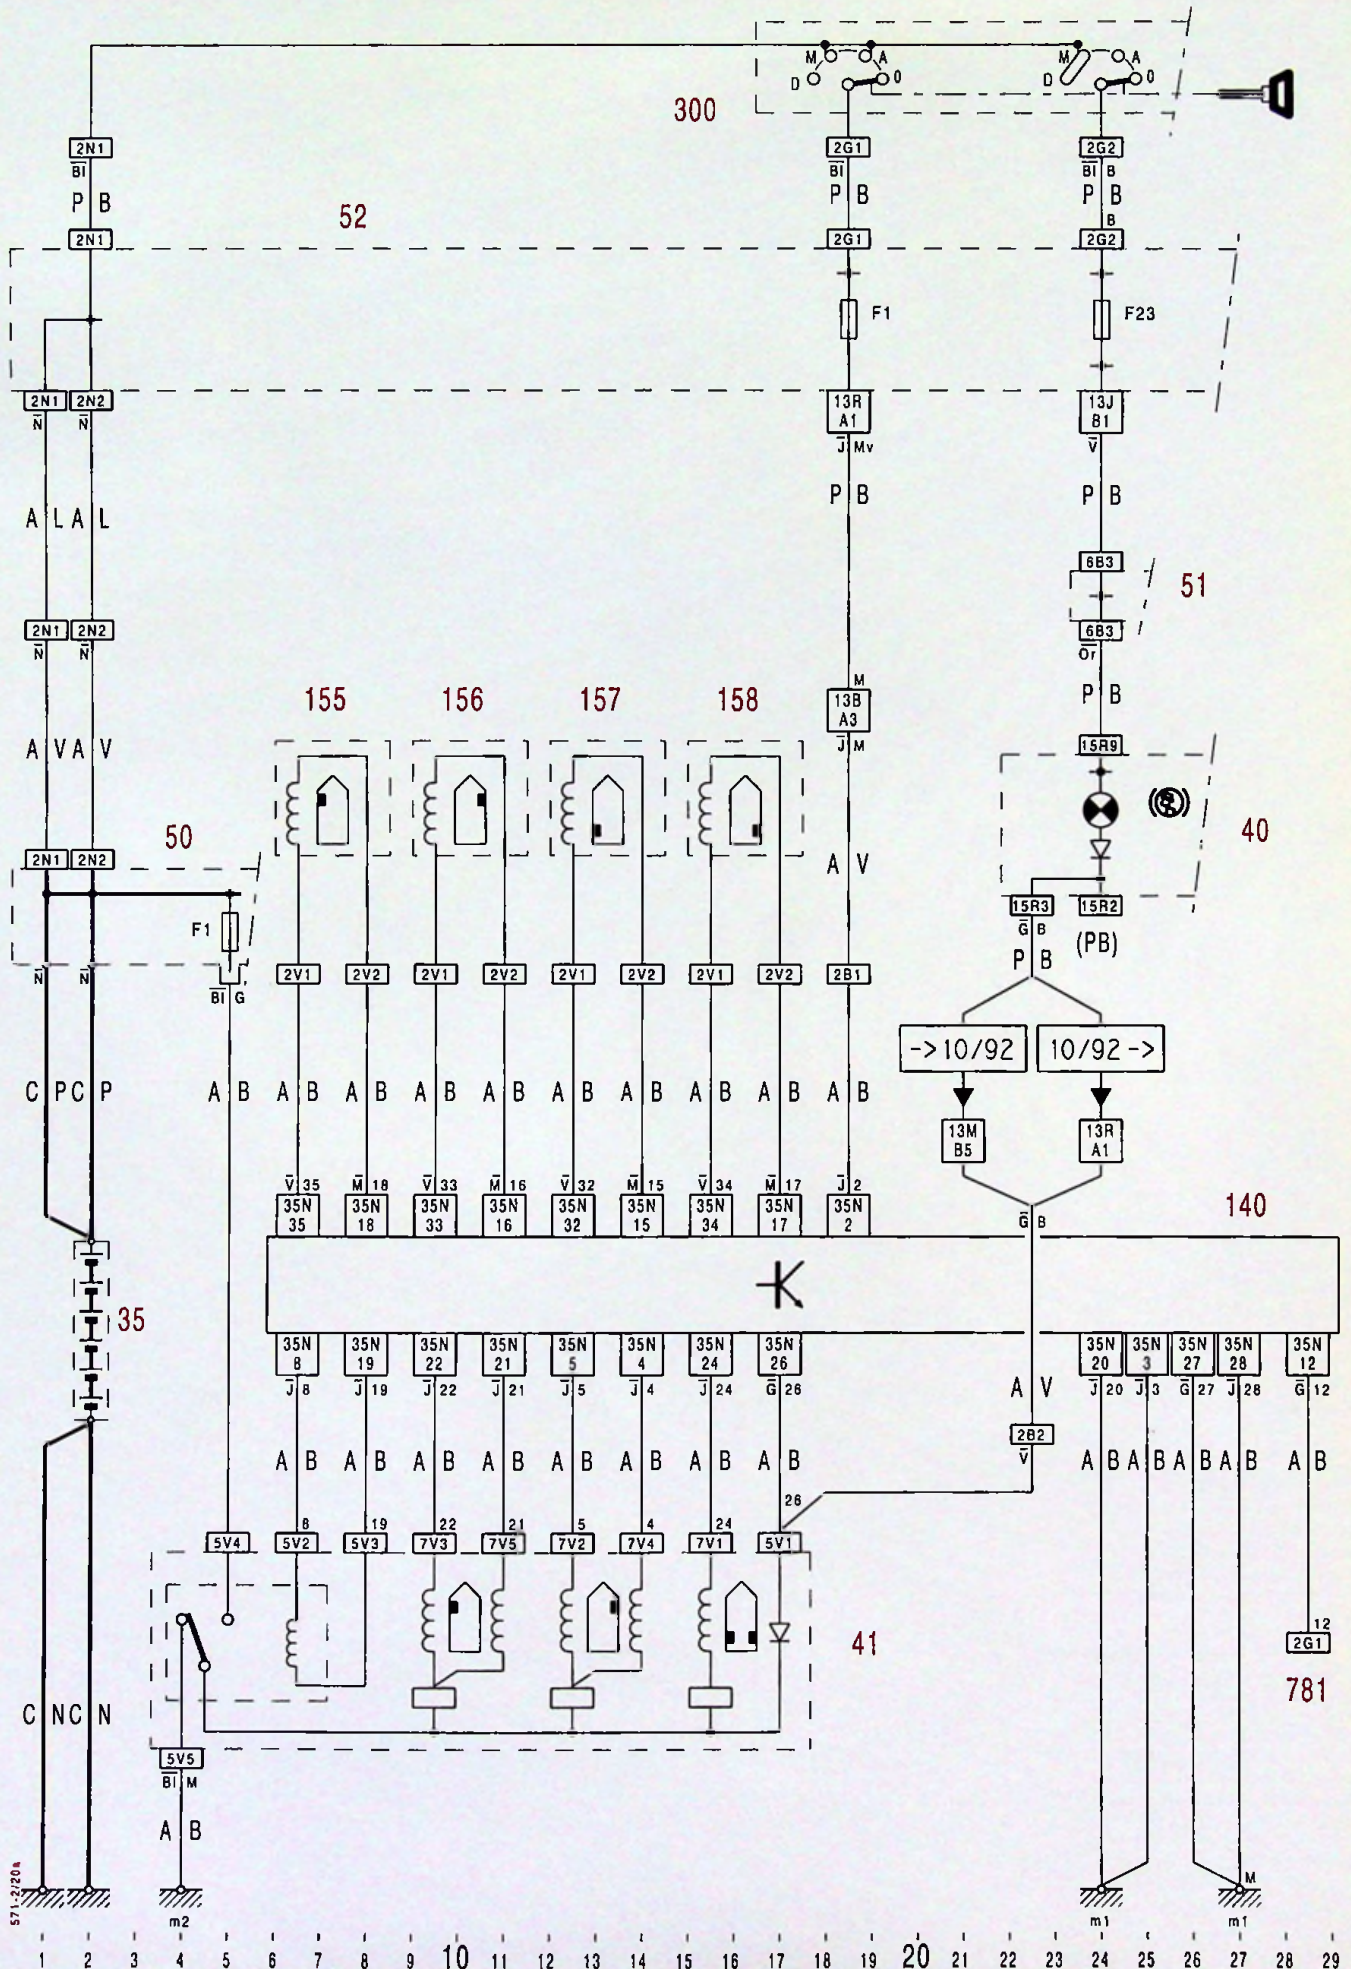 M A M A
D 0 D 0
300
2N1 2G1 2G2
BI BI BI B
P B P B P B
52
B
2N1 2G1 2G2
F1 F23
2N1 2N2 13R A1 13J B1
N N J Mv V
A L A L P B P B
6B3
51
2N1 2N2 6B3
N N Or
155 156 157 158 M 13B A3 P B
J M
A V A V 15R9
40
50
2N1 2N2 A V
F1 15R3 15R2
G B (PB)
P B
N N 2V1 2V2 2V1 2V2 2V1 2V2 2V1 2V2 2B1
BI G
->10/92 10/92->
C P C P A B A B A B A B A B A B A B A B A B A B
13M B5 13R A1
V 35 M 18 V 33 M 16 V 32 M 15 V 34 M 17 J 2
35N 35 35N 18 35N 33 35N 16 35N 32 35N 15 35N 34 35N 17 35N 2
G B
140
35
35N 8 35N 19 35N 22 35N 21 35N 5 35N 4 35N 24 35N 26 35N 20 35N 3 35N 27 35N 28 35N 12
J 8 J 19 J 22 J 21 J 5 J 4 J 24 G 26 J 20 J 3 G 27 J 28 G 12
A V
2B2
V
A B A B A B A B A B A B A B A B A B A B A B A B A B
26
8 19 22 21 5 4 24
5V4 5V2 5V3 7V3 7V5 7V2 7V4 7V1 5V1
41
12
2G1
781
C N C N
5V5
BI M
A B
M
m2 m1 m1
571-2/20a
1 2 3 4 5 6 7 8 9 10 11 12 13 14 15 16 17 18 19 20 21 22 23 24 25 26 27 28 29